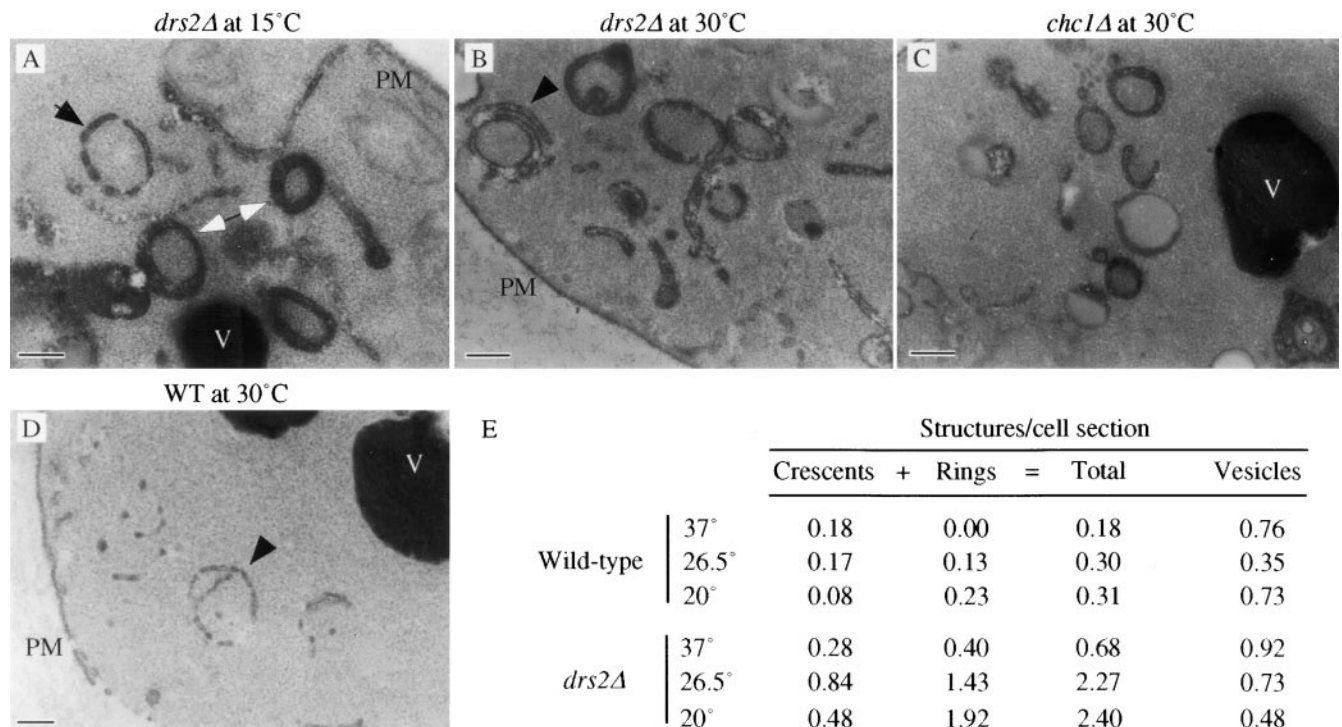 drs2Δ at 15˚C
drs2Δ at 30˚C
chc1Δ at 30˚C
A
PM
V
B
PM
C
V
WT at 30˚C
D
V
PM
E
Structures/cell section
Crescents + Rings = Total Vesicles
Wild-type
37˚ 0.18 0.00 0.18 0.76
26.5˚ 0.17 0.13 0.30 0.35
20˚ 0.08 0.23 0.31 0.73
drs2Δ
37˚ 0.28 0.40 0.68 0.92
26.5˚ 0.84 1.43 2.27 0.73
20˚ 0.48 1.92 2.40 0.48